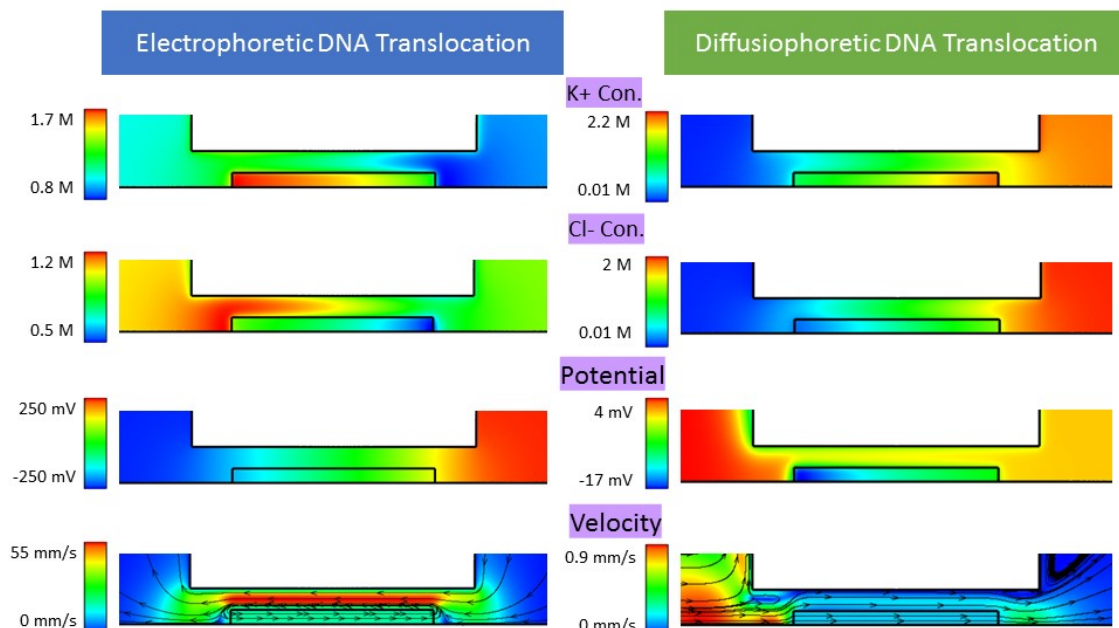 Electrophoretic DNA Translocation
Diffusiophoretic DNA Translocation
K+ Con.
1.7 M
0.8 M
2.2 M
0.01 M
Cl- Con.
1.2 M
0.5 M
2 M
0.01 M
Potential
250 mV
-250 mV
4 mV
-17 mV
Velocity
55 mm/s
0 mm/s
0.9 mm/s
0 mm/s